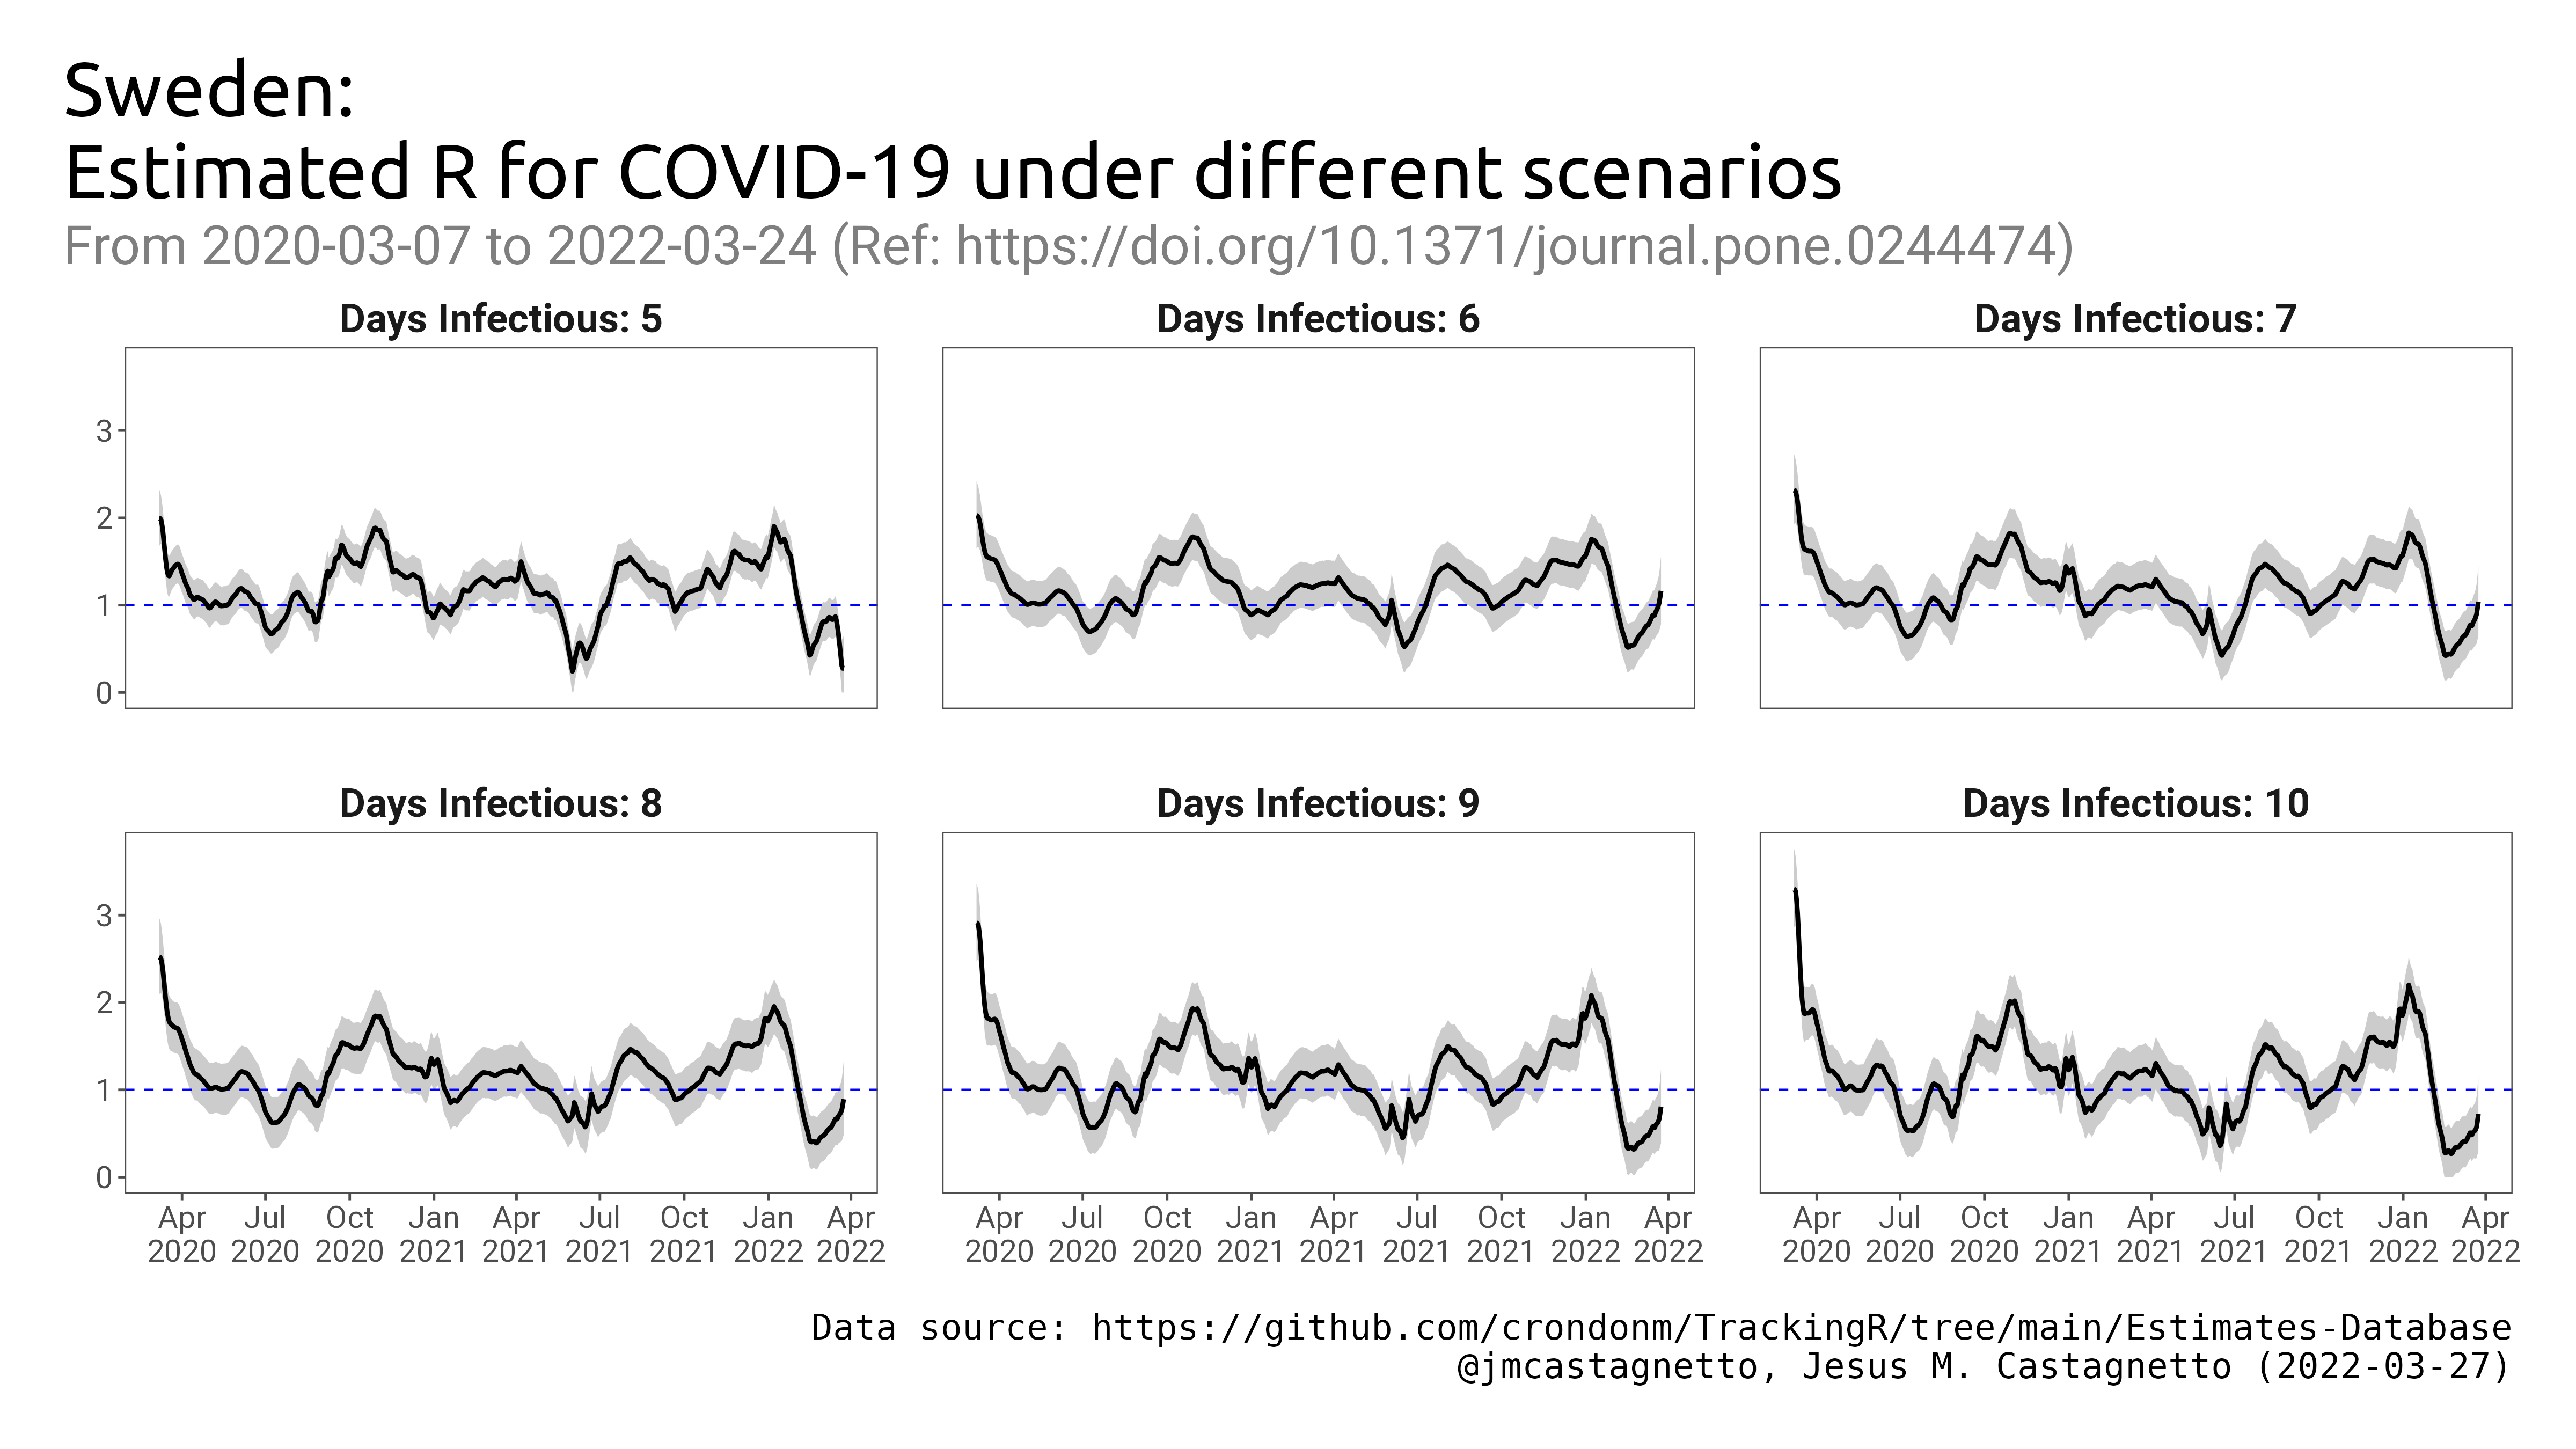 Sweden:
Estimated R for COVID-19 under different scenarios
From 2020-03-07 to 2022-03-24 (Ref: https://doi.org/10.1371/journal.pone.0244474)
Days Infectious: 5
Days Infectious: 6
Days Infectious: 7
3
2
1
0
Days Infectious: 8
Days Infectious: 9
Days Infectious: 10
3
2
1
0
Apr Jul Oct Jan Apr Jul Oct Jan Apr
2020 2020 2020 2021 2021 2021 2021 2022 2022
Apr Jul Oct Jan Apr Jul Oct Jan Apr
2020 2020 2020 2021 2021 2021 2021 2022 2022
Apr Jul Oct Jan Apr Jul Oct Jan Apr
2020 2020 2020 2021 2021 2021 2021 2022 2022
Data source: https://github.com/crondonm/TrackingR/tree/main/Estimates-Database
@jmcastagnetto, Jesus M. Castagnetto (2022-03-27)